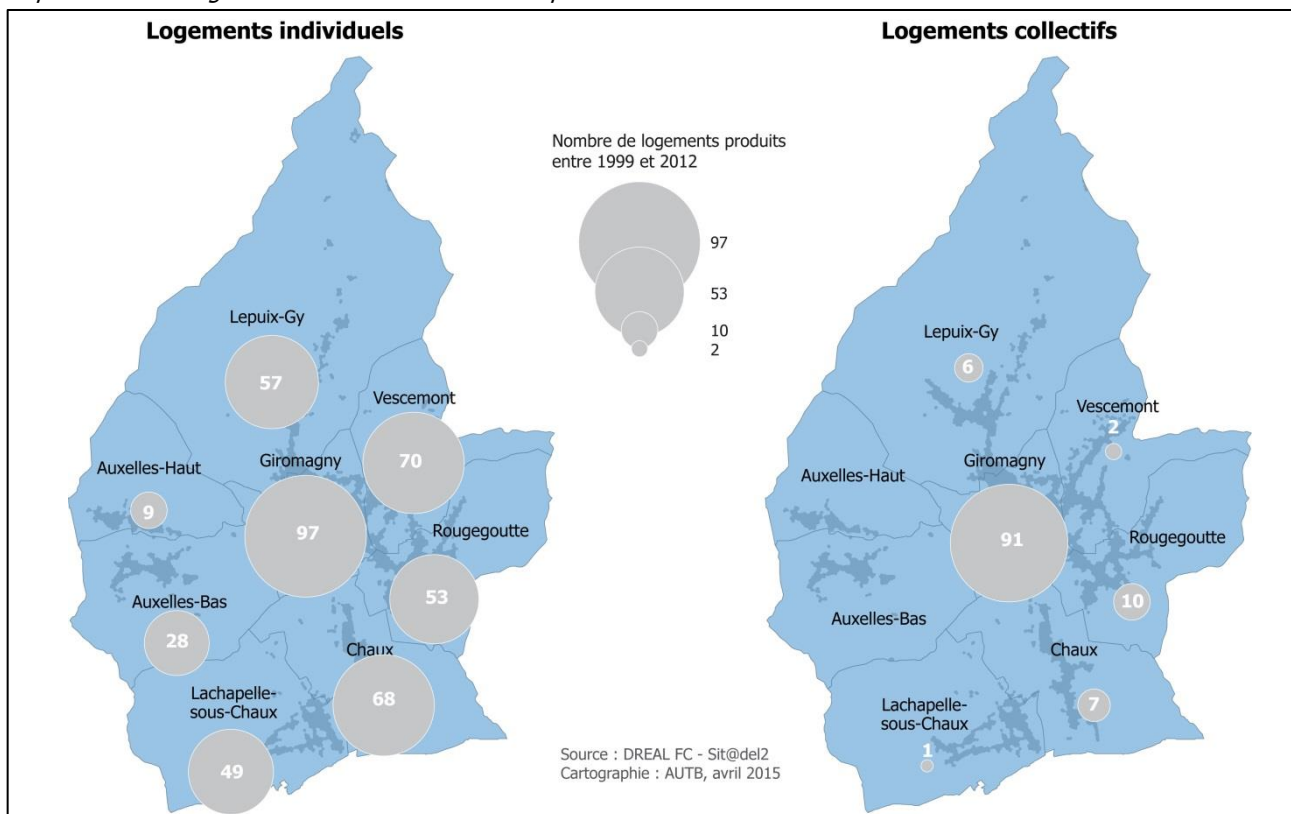 Logements individuels
Lepuix-Gy
57
Vescemont
70
Giromagny
97
Auxelles-Haut
9
Rougegoutte
53
Auxelles-Bas
28
Chaux
68
Lachapelle-
sous-Chaux
49
Nombre de logements produits
entre 1999 et 2012
97
53
10
2
Source : DREAL FC - Sit@del2
Cartographie : AUTB, avril 2015
Logements collectifs
Lepuix-Gy
6
Vescemont
2
Giromagny
91
Auxelles-Haut
Rougegoutte
10
Auxelles-Bas
Chaux
7
Lachapelle-
sous-Chaux
1